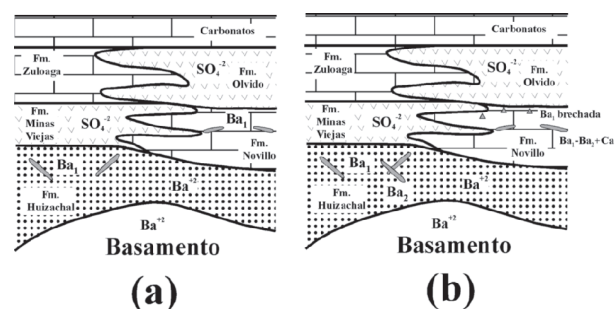 Carbonatos
Fm.
Zuloaga
SO₄⁻²
Fm.
Olvido
Fm.
Minas
Viejas
SO₄⁻²
Ba₁
Fm.
Novillo
Ba₁
Ba⁺²
Fm.
Huizachal
Ba⁺²
Basamento
(a)
Carbonatos
Fm.
Zuloaga
SO₄⁻²
Fm.
Olvido
Fm.
Minas
Viejas
SO₄⁻²
Ba₁ brechada
Fm.
Novillo
Ba₁-Ba₂+Ca
Ba₁
Ba⁺²
Ba₂
Fm.
Huizachal
Ba⁺²
Basamento
(b)